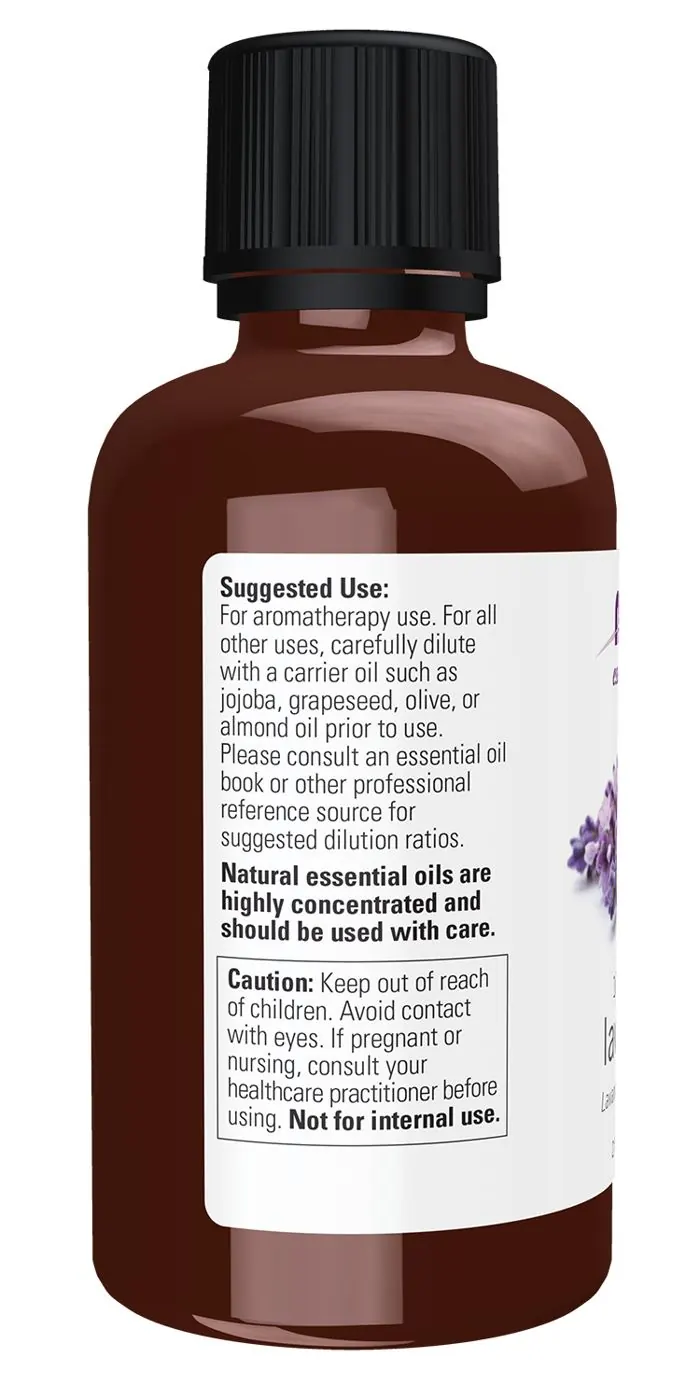 Suggested Use:
For aromatherapy use. For all
other uses, carefully dilute
with a carrier oil such as
jojoba, grapeseed, olive, or
almond oil prior to use.
Please consult an essential oil
book or other professional
reference source for
suggested dilution ratios.
Natural essential oils are
highly concentrated and
should be used with care.
Caution: Keep out of reach
of children. Avoid contact
with eyes. If pregnant or
nursing, consult your
healthcare practitioner before
using. Not for internal use.